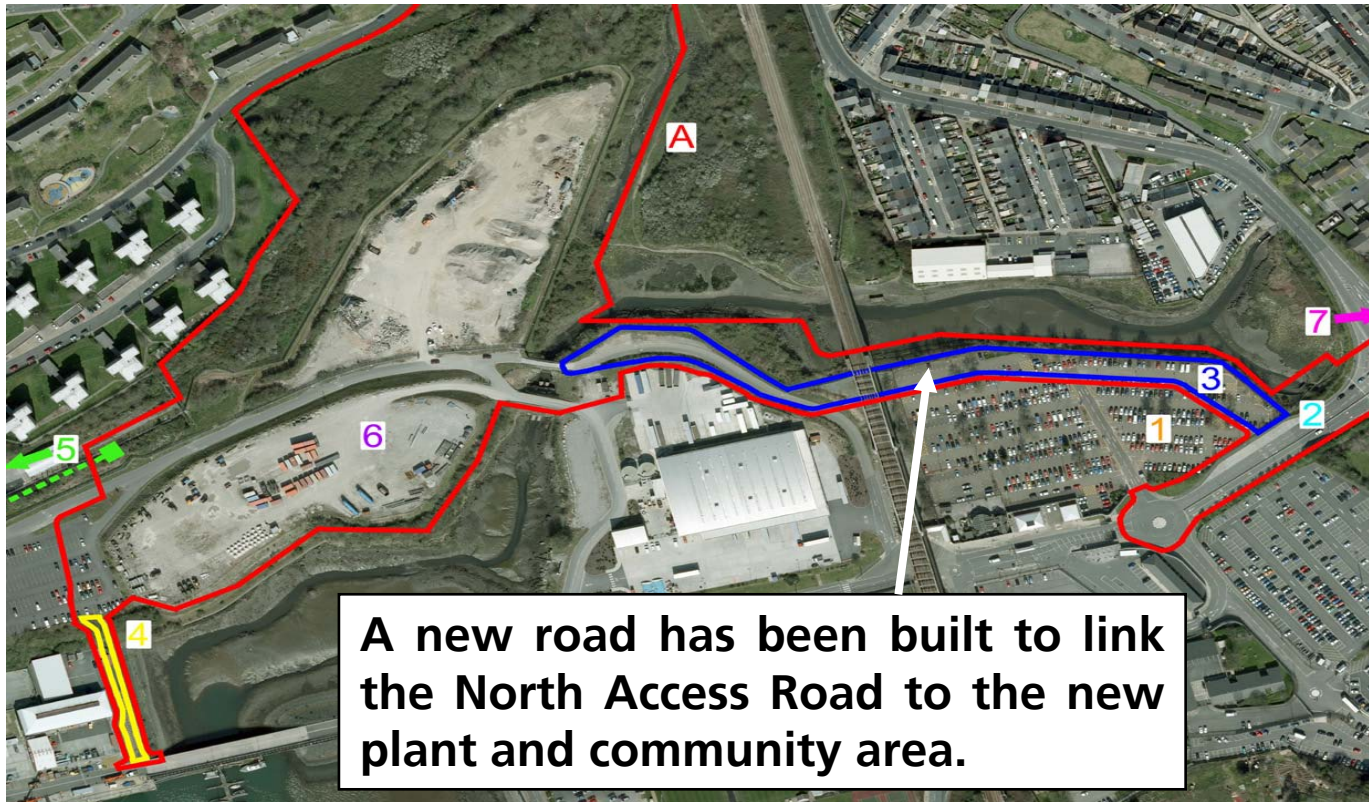 A
7
3
2
1
5
6
4
A new road has been built to link
the North Access Road to the new
plant and community area.